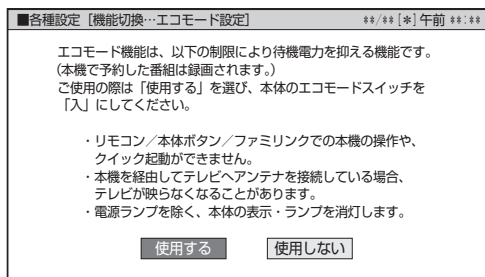 ■各種設定［機能切換…エコモード設定］ **/**[*]午前 **:**
エコモード機能は、以下の制限により待機電力を抑える機能です。
(本機で予約した番組は録画されます。)
ご使用の際は「使用する」を選び、本体のエコモードスイッチを
「入」にしてください。
・リモコン／本体ボタン／ファミリンクでの本機の操作や、
クイック起動ができません。
・本機を経由してテレビへアンテナを接続している場合、
テレビが映らなくなることがあります。
・電源ランプを除く、本体の表示・ランプを消灯します。
使用する 使用しない